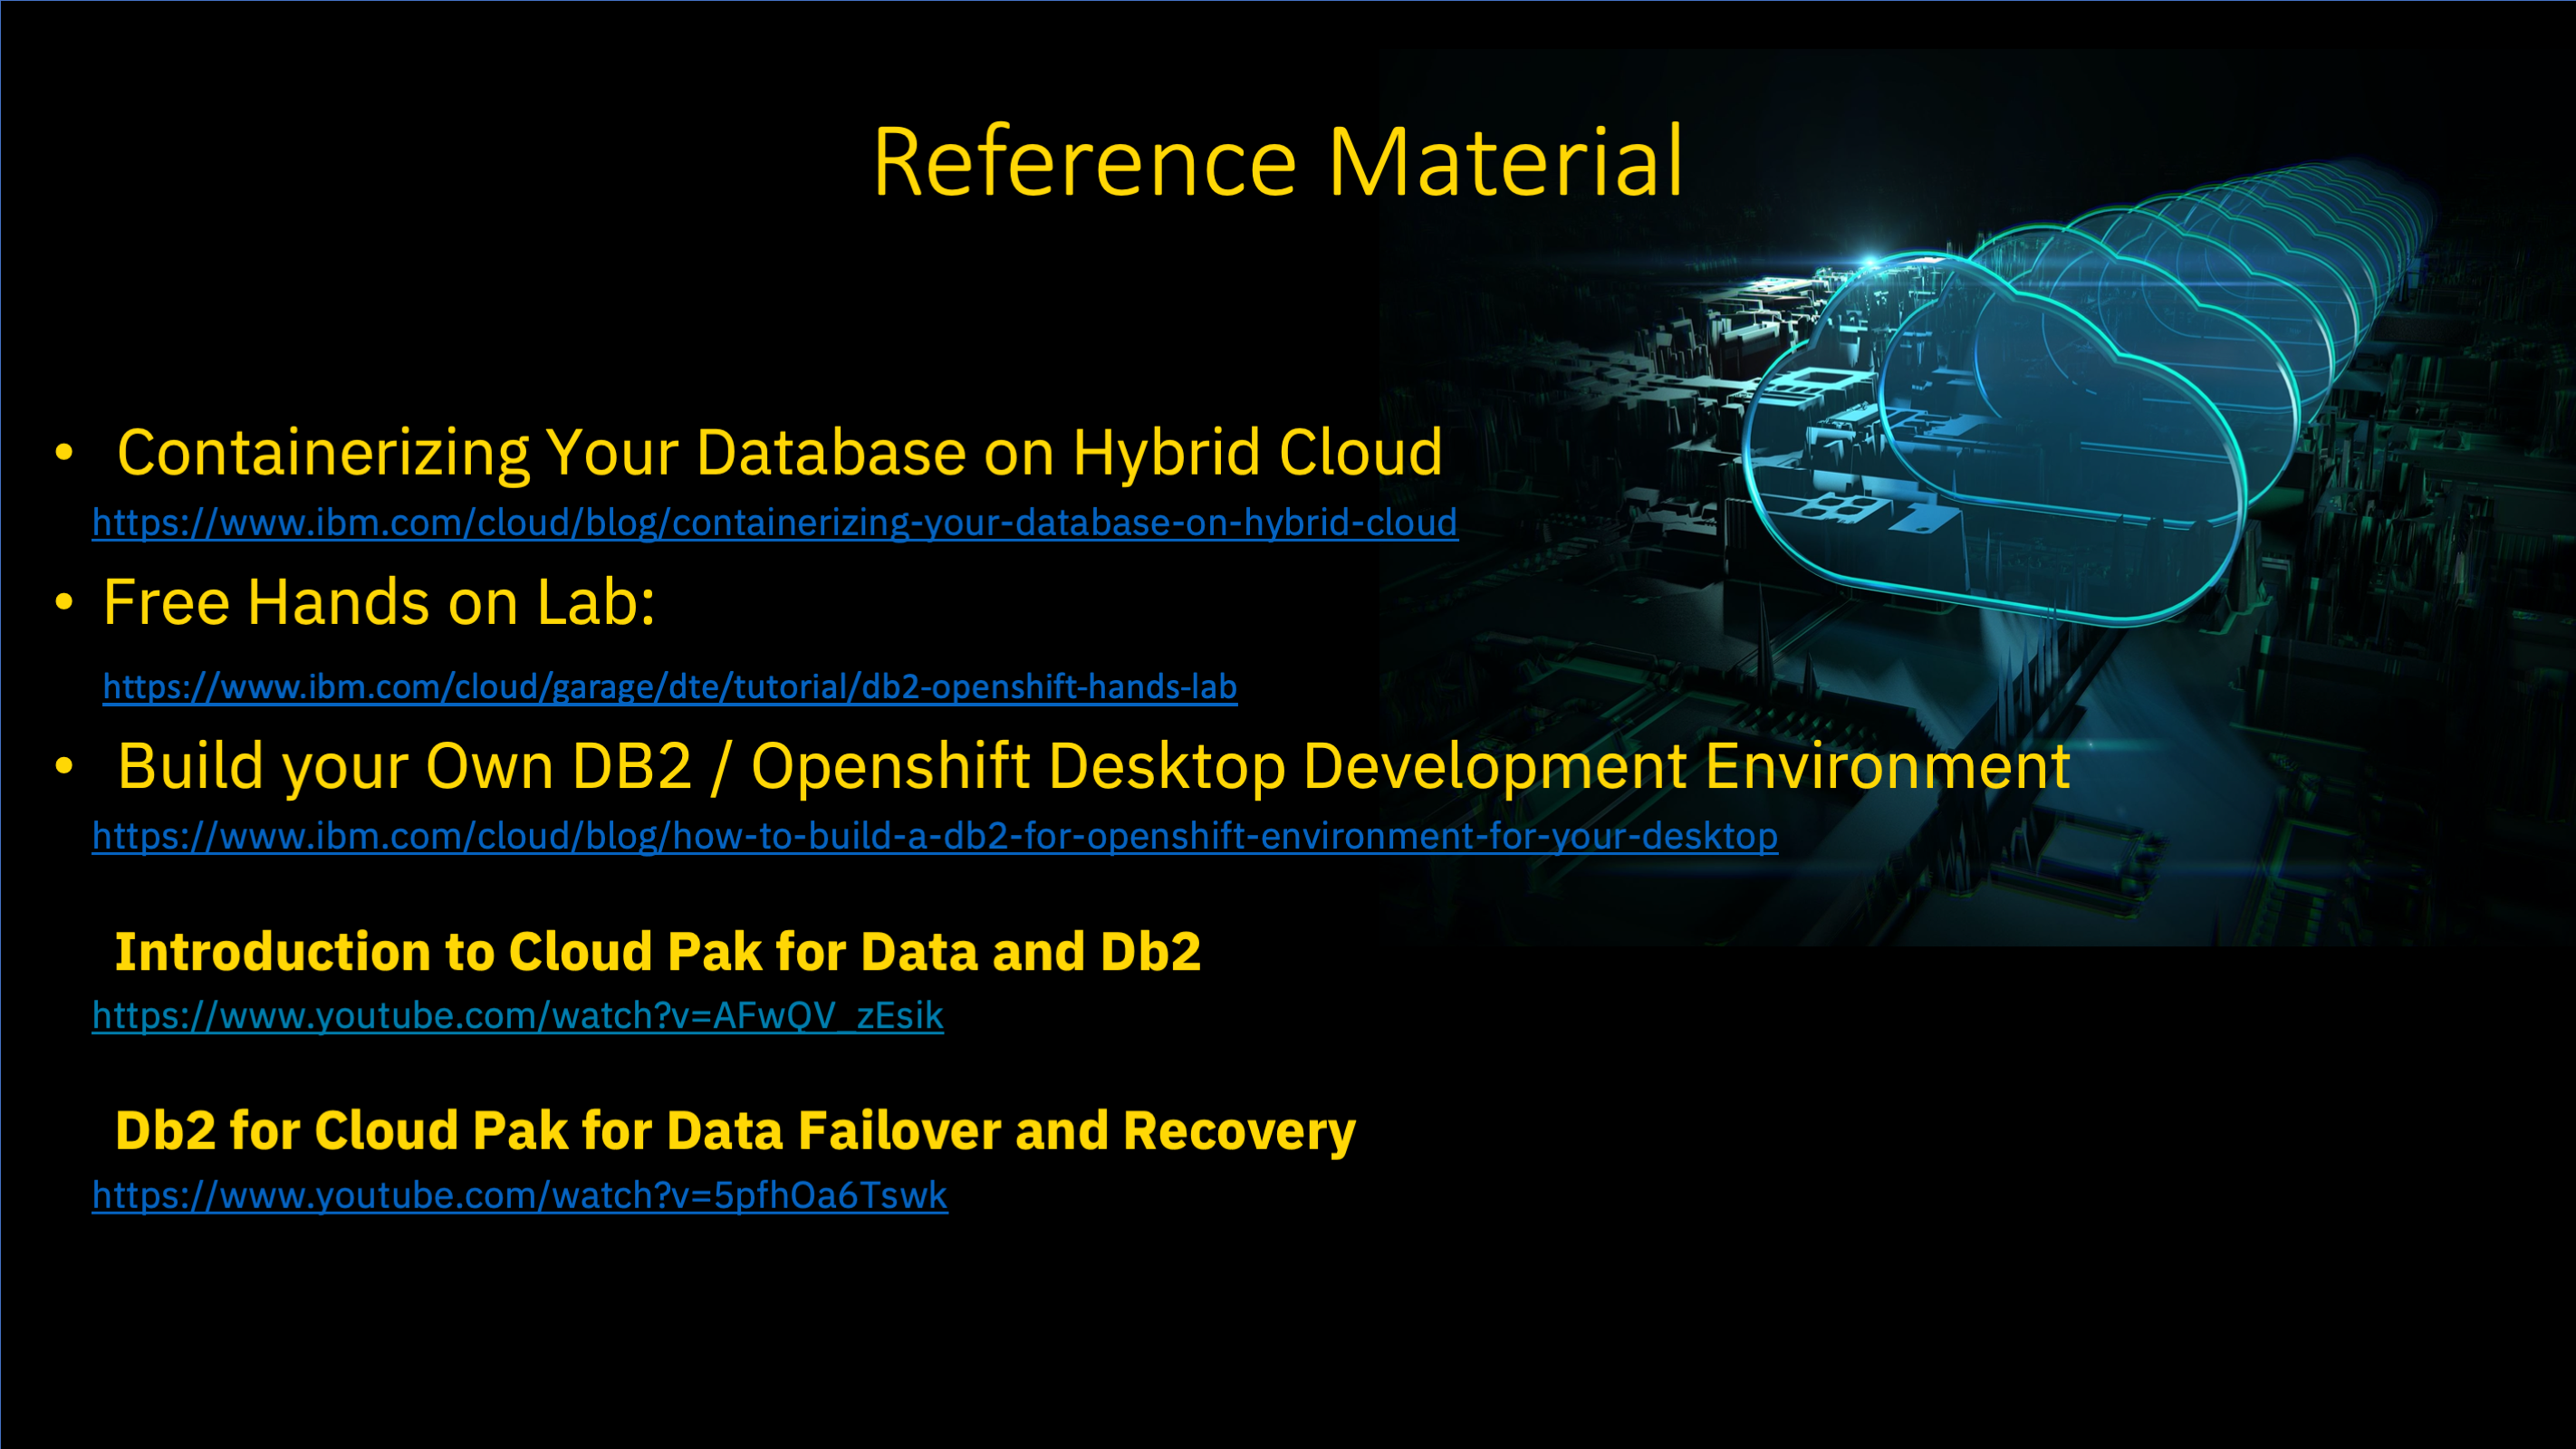 Reference Material
• Containerizing Your Database on Hybrid Cloud
https://www.ibm.com/cloud/blog/containerizing-your-database-on-hybrid-cloud
• Free Hands on Lab:
https://www.ibm.com/cloud/garage/dte/tutorial/db2-openshift-hands-lab
• Build your Own DB2 / Openshift Desktop Development Environment
https://www.ibm.com/cloud/blog/how-to-build-a-db2-for-openshift-environment-for-your-desktop
Introduction to Cloud Pak for Data and Db2
https://www.youtube.com/watch?v=AFwQV_zEsik
Db2 for Cloud Pak for Data Failover and Recovery
https://www.youtube.com/watch?v=5pfhOa6Tswk